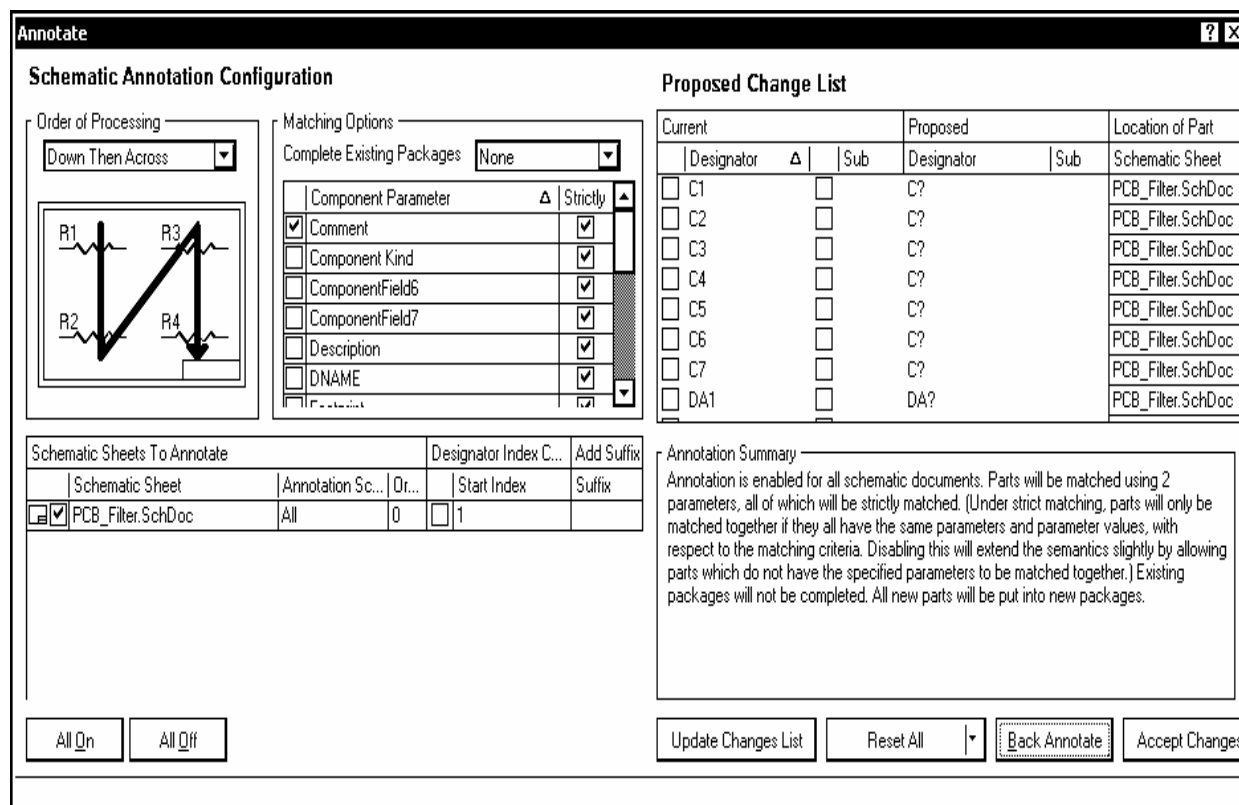 Annotate
Schematic Annotation Configuration
Order of Processing
Down Then Across
R1
R3
R2
R4
Matching Options
Complete Existing Packages None
Component Parameter Strictly
Comment
Component Kind
ComponentField6
ComponentField7
Description
DNAME
Schematic Sheets To Annotate Designator Index C... Add Suffix
Schematic Sheet Annotation Sc... Or... Start Index Suffix
PCB_Filter.SchDoc All 0 1
All On All Off
Proposed Change List
Current Proposed Location of Part
Designator Sub Designator Sub Schematic Sheet
C1 C? PCB_Filter.SchDoc
C2 C? PCB_Filter.SchDoc
C3 C? PCB_Filter.SchDoc
C4 C? PCB_Filter.SchDoc
C5 C? PCB_Filter.SchDoc
C6 C? PCB_Filter.SchDoc
C7 C? PCB_Filter.SchDoc
DA1 DA? PCB_Filter.SchDoc
Annotation Summary
Annotation is enabled for all schematic documents. Parts will be matched using 2
parameters, all of which will be strictly matched. (Under strict matching, parts will only be
matched together if they all have the same parameters and parameter values, with
respect to the matching criteria. Disabling this will extend the semantics slightly by allowing
parts which do not have the specified parameters to be matched together.) Existing
packages will not be completed. All new parts will be put into new packages.
Update Changes List Reset All Back Annotate Accept Changes